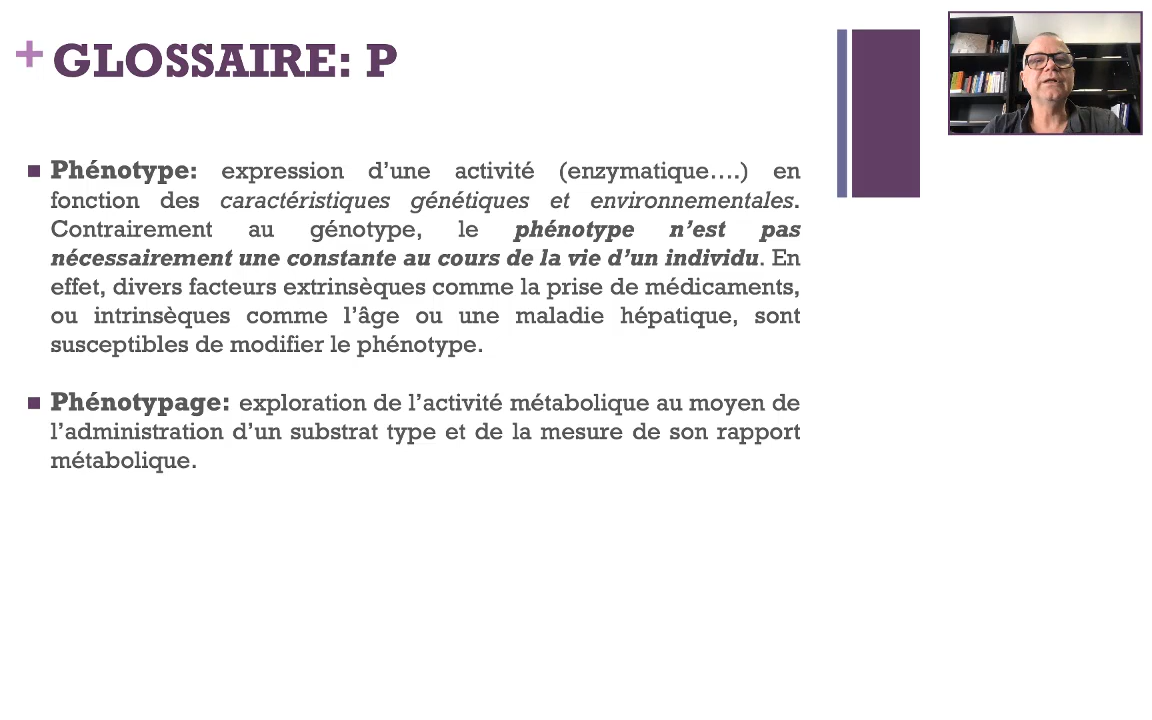 + GLOSSAIRE: P
Phénotype: expression d’une activité (enzymatique….) en
fonction des caractéristiques génétiques et environnementales.
Contrairement au génotype, le phénotype n’est pas
nécessairement une constante au cours de la vie d’un individu. En
effet, divers facteurs extrinsèques comme la prise de médicaments,
ou intrinsèques comme l’âge ou une maladie hépatique, sont
susceptibles de modifier le phénotype.
Phénotypage: exploration de l’activité métabolique au moyen de
l’administration d’un substrat type et de la mesure de son rapport
métabolique.